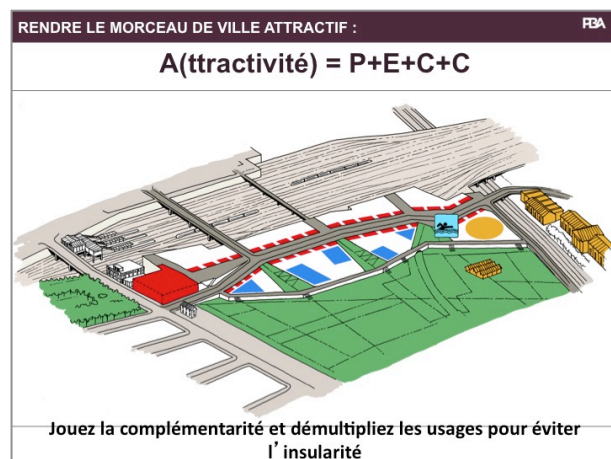 RENDRE LE MORCEAU DE VILLE ATTRACTIF :
PBA
A(ttractivité) = P+E+C+C
Jouez la complémentarité et démultipliez les usages pour éviter
l’ insularité